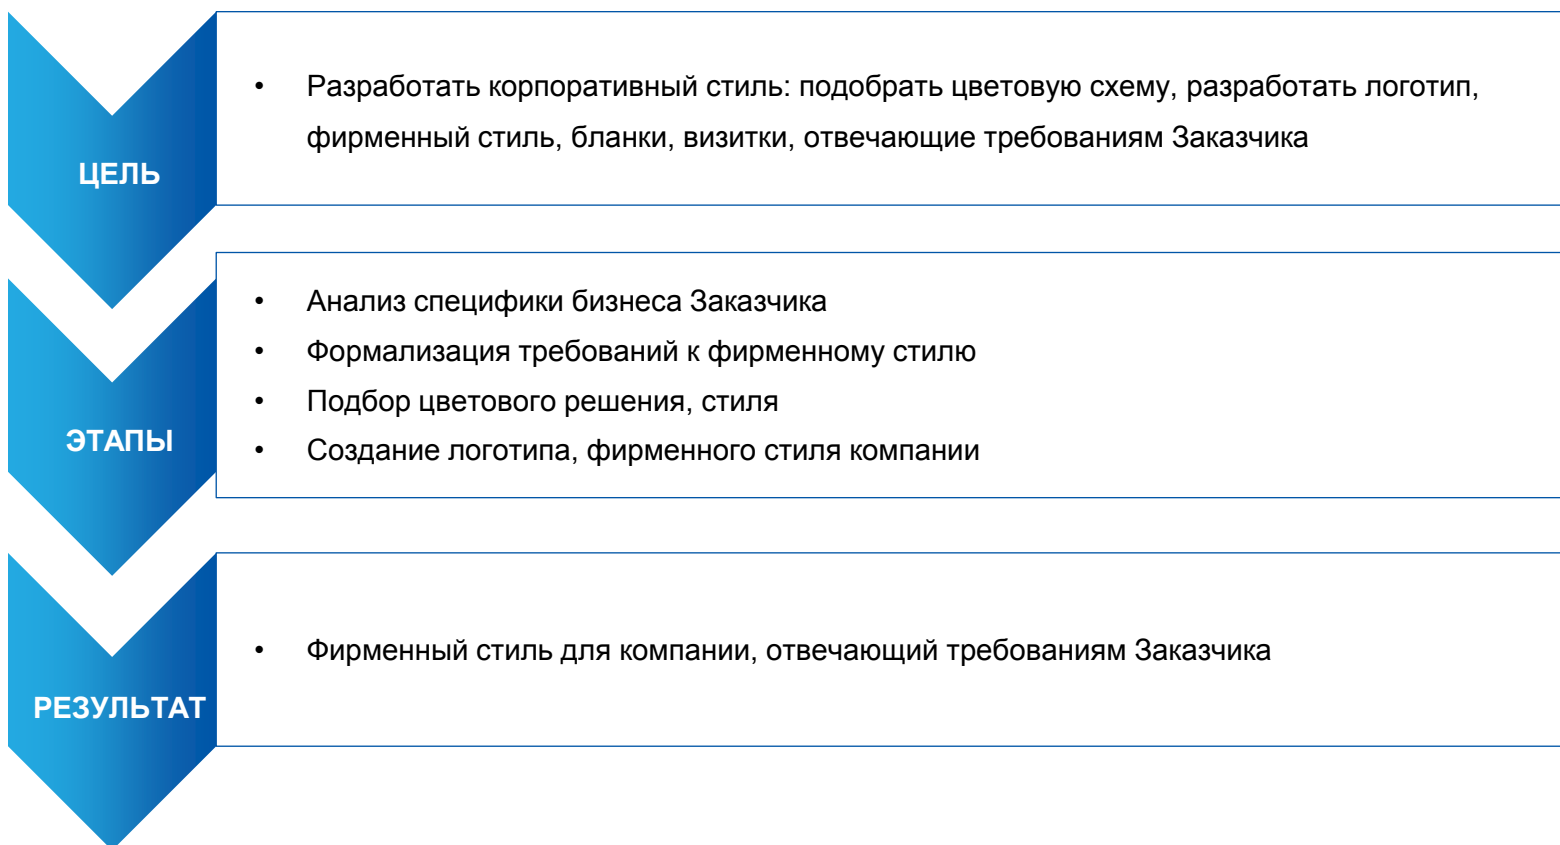 • Разработать корпоративный стиль: подобрать цветовую схему, разработать логотип,
фирменный стиль, бланки, визитки, отвечающие требованиям Заказчика
ЦЕЛЬ
• Анализ специфики бизнеса Заказчика
• Формализация требований к фирменному стилю
• Подбор цветового решения, стиля
• Создание логотипа, фирменного стиля компании
ЭТАПЫ
• Фирменный стиль для компании, отвечающий требованиям Заказчика
РЕЗУЛЬТАТ